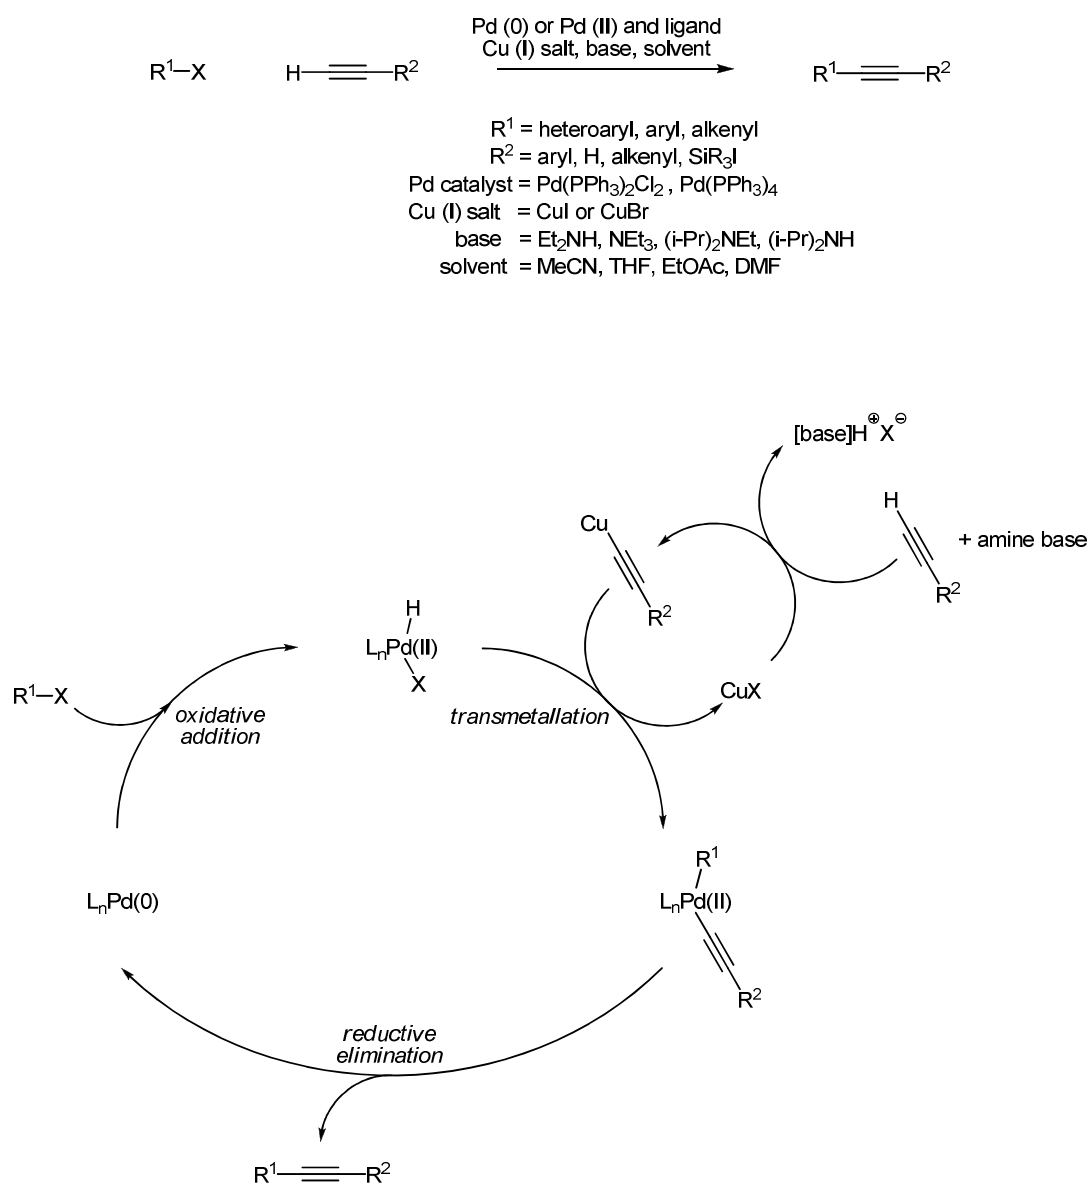 Pd (0) or Pd (II) and ligand
Cu (I) salt, base, solvent
R¹—X H—≡—R² R¹—≡—R²
R¹ = heteroaryl, aryl, alkenyl
R² = aryl, H, alkenyl, SiR₃I
Pd catalyst = Pd(PPh₃)₂Cl₂ , Pd(PPh₃)₄
Cu (I) salt = CuI or CuBr
base = Et₂NH, NEt₃, (i-Pr)₂NEt, (i-Pr)₂NH
solvent = MeCN, THF, EtOAc, DMF
[base]H⊕X⊖
H
Cu
+ amine base
R²
R²
H
LₙPd(II)
X
R¹—X
CuX
oxidative
addition
transmetallation
R¹
LₙPd(0)
LₙPd(II)
R²
reductive
elimination
R¹—≡—R²